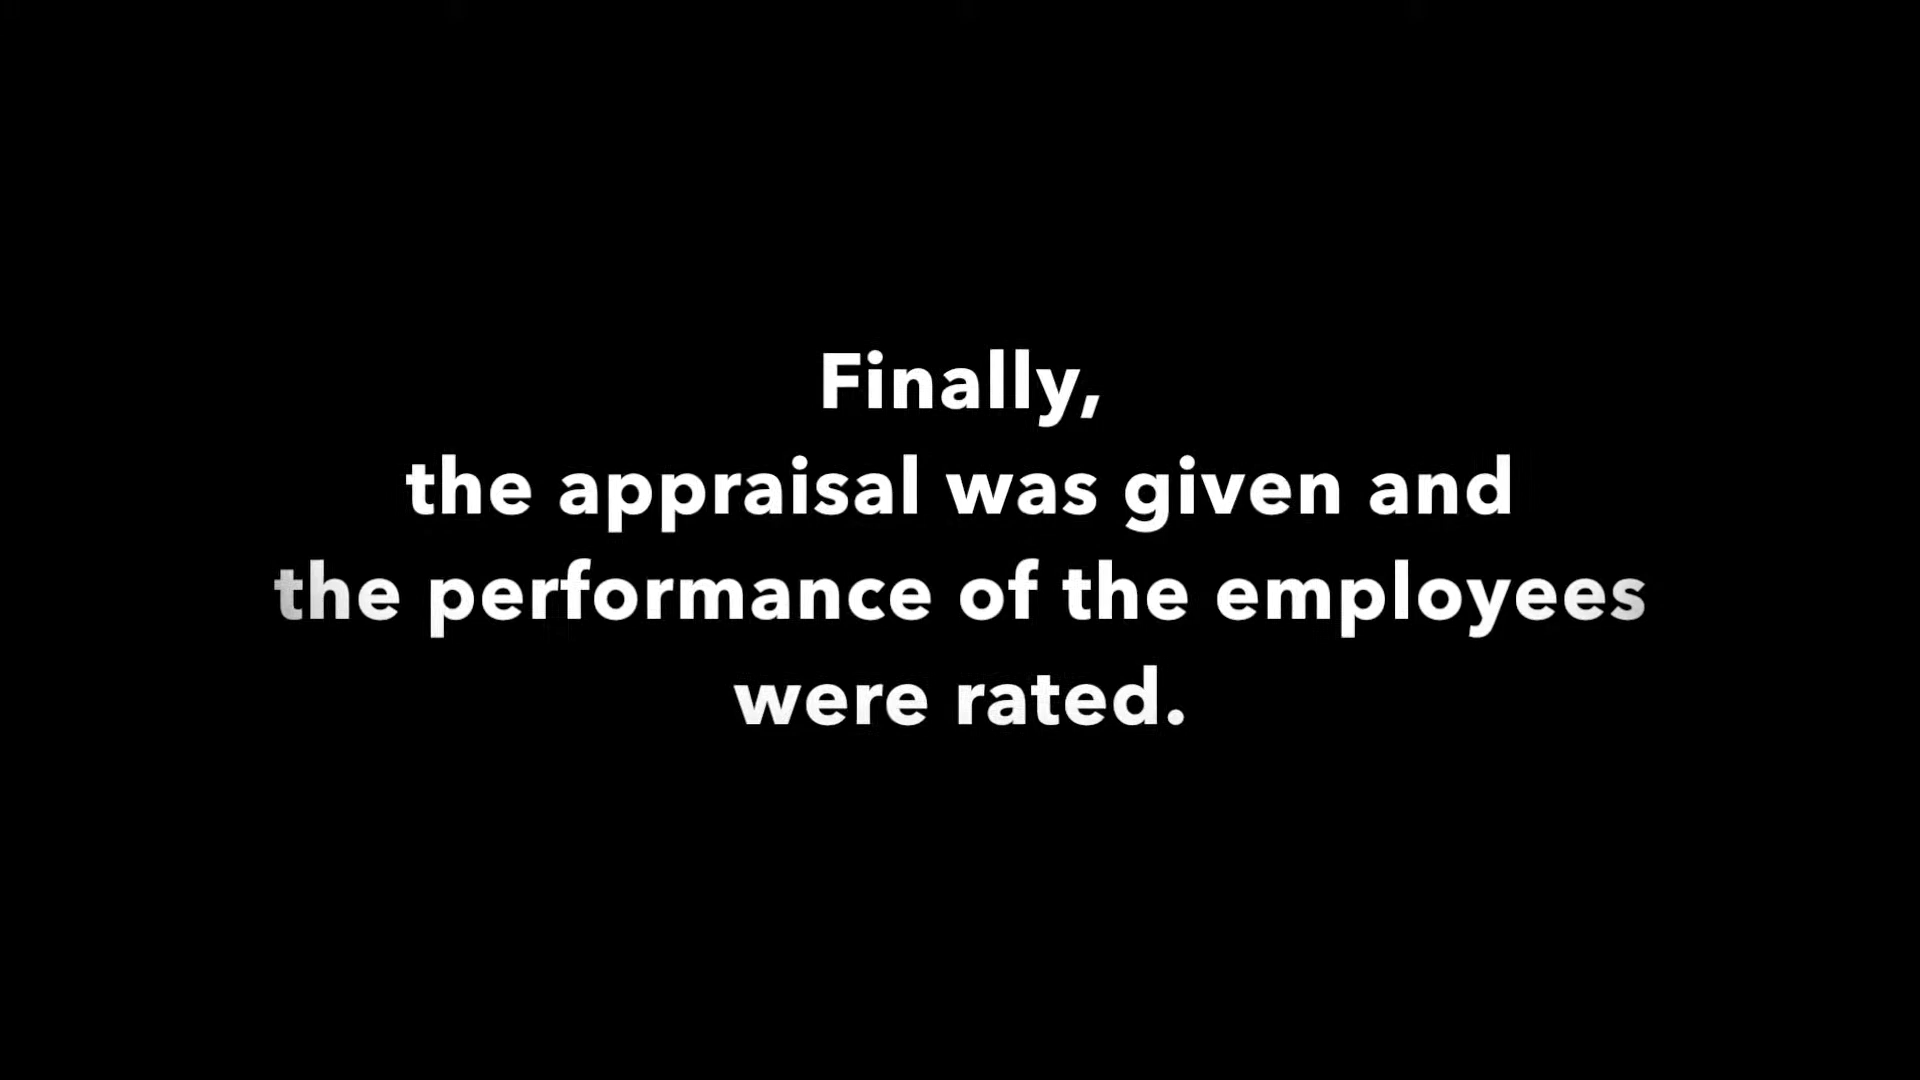 Finally,
the appraisal was given and
the performance of the employees
were rated.